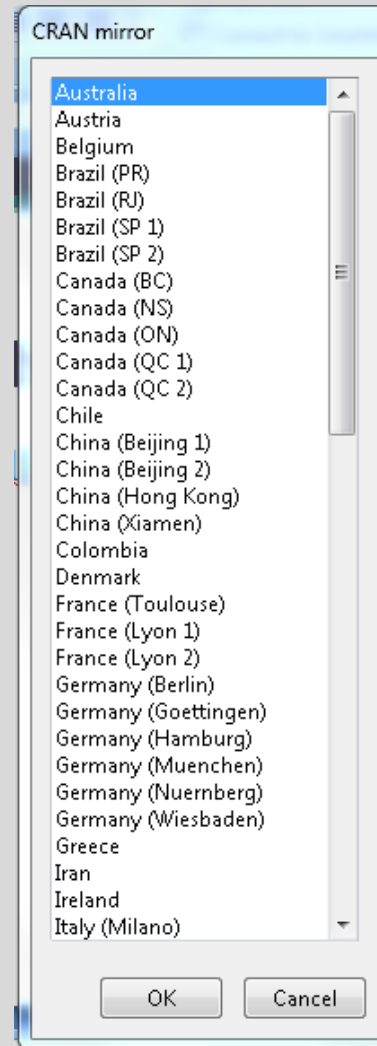 CRAN mirror
Australia
Austria
Belgium
Brazil (PR)
Brazil (RJ)
Brazil (SP 1)
Brazil (SP 2)
Canada (BC)
Canada (NS)
Canada (ON)
Canada (QC 1)
Canada (QC 2)
Chile
China (Beijing 1)
China (Beijing 2)
China (Hong Kong)
China (Xiamen)
Colombia
Denmark
France (Toulouse)
France (Lyon 1)
France (Lyon 2)
Germany (Berlin)
Germany (Goettingen)
Germany (Hamburg)
Germany (Muenchen)
Germany (Nuernberg)
Germany (Wiesbaden)
Greece
Iran
Ireland
Italy (Milano)
OK Cancel